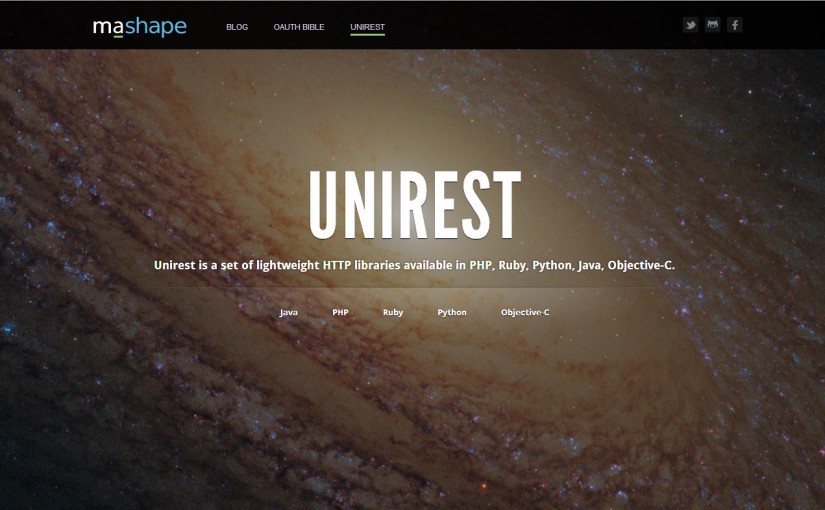 mashape BLOG OAUTH BIBLE UNIREST
UNIREST
Unirest is a set of lightweight HTTP libraries available in PHP, Ruby, Python, Java, Objective-C.
Java PHP Ruby Python Objective-C